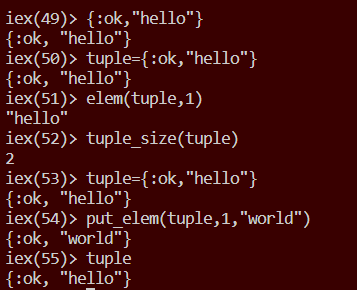 iex(49)> {:ok,"hello"}
{:ok, "hello"}
iex(50)> tuple={:ok,"hello"}
{:ok, "hello"}
iex(51)> elem(tuple,1)
"hello"
iex(52)> tuple_size(tuple)
2
iex(53)> tuple={:ok,"hello"}
{:ok, "hello"}
iex(54)> put_elem(tuple,1,"world")
{:ok, "world"}
iex(55)> tuple
{:ok, "hello"}